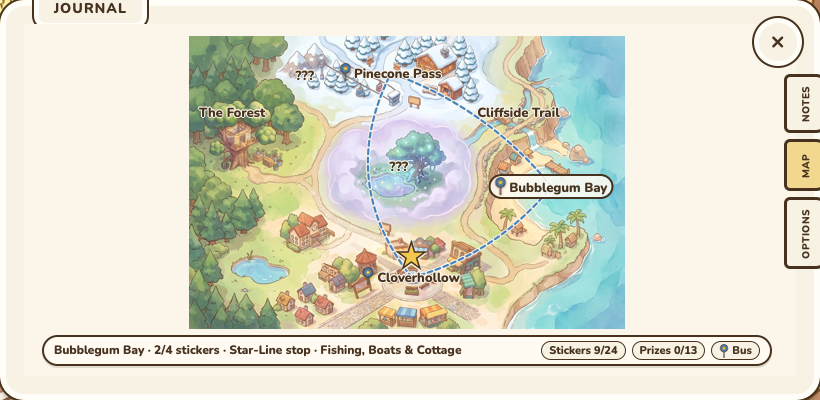 JOURNAL
???
Pinecone Pass
The Forest
Cliffside Trail
???
Bubblegum Bay
Cloverhollow
NOTES
MAP
OPTIONS
Bubblegum Bay · 2/4 stickers · Star-Line stop · Fishing, Boats & Cottage
Stickers 9/24
Prizes 0/13
Bus